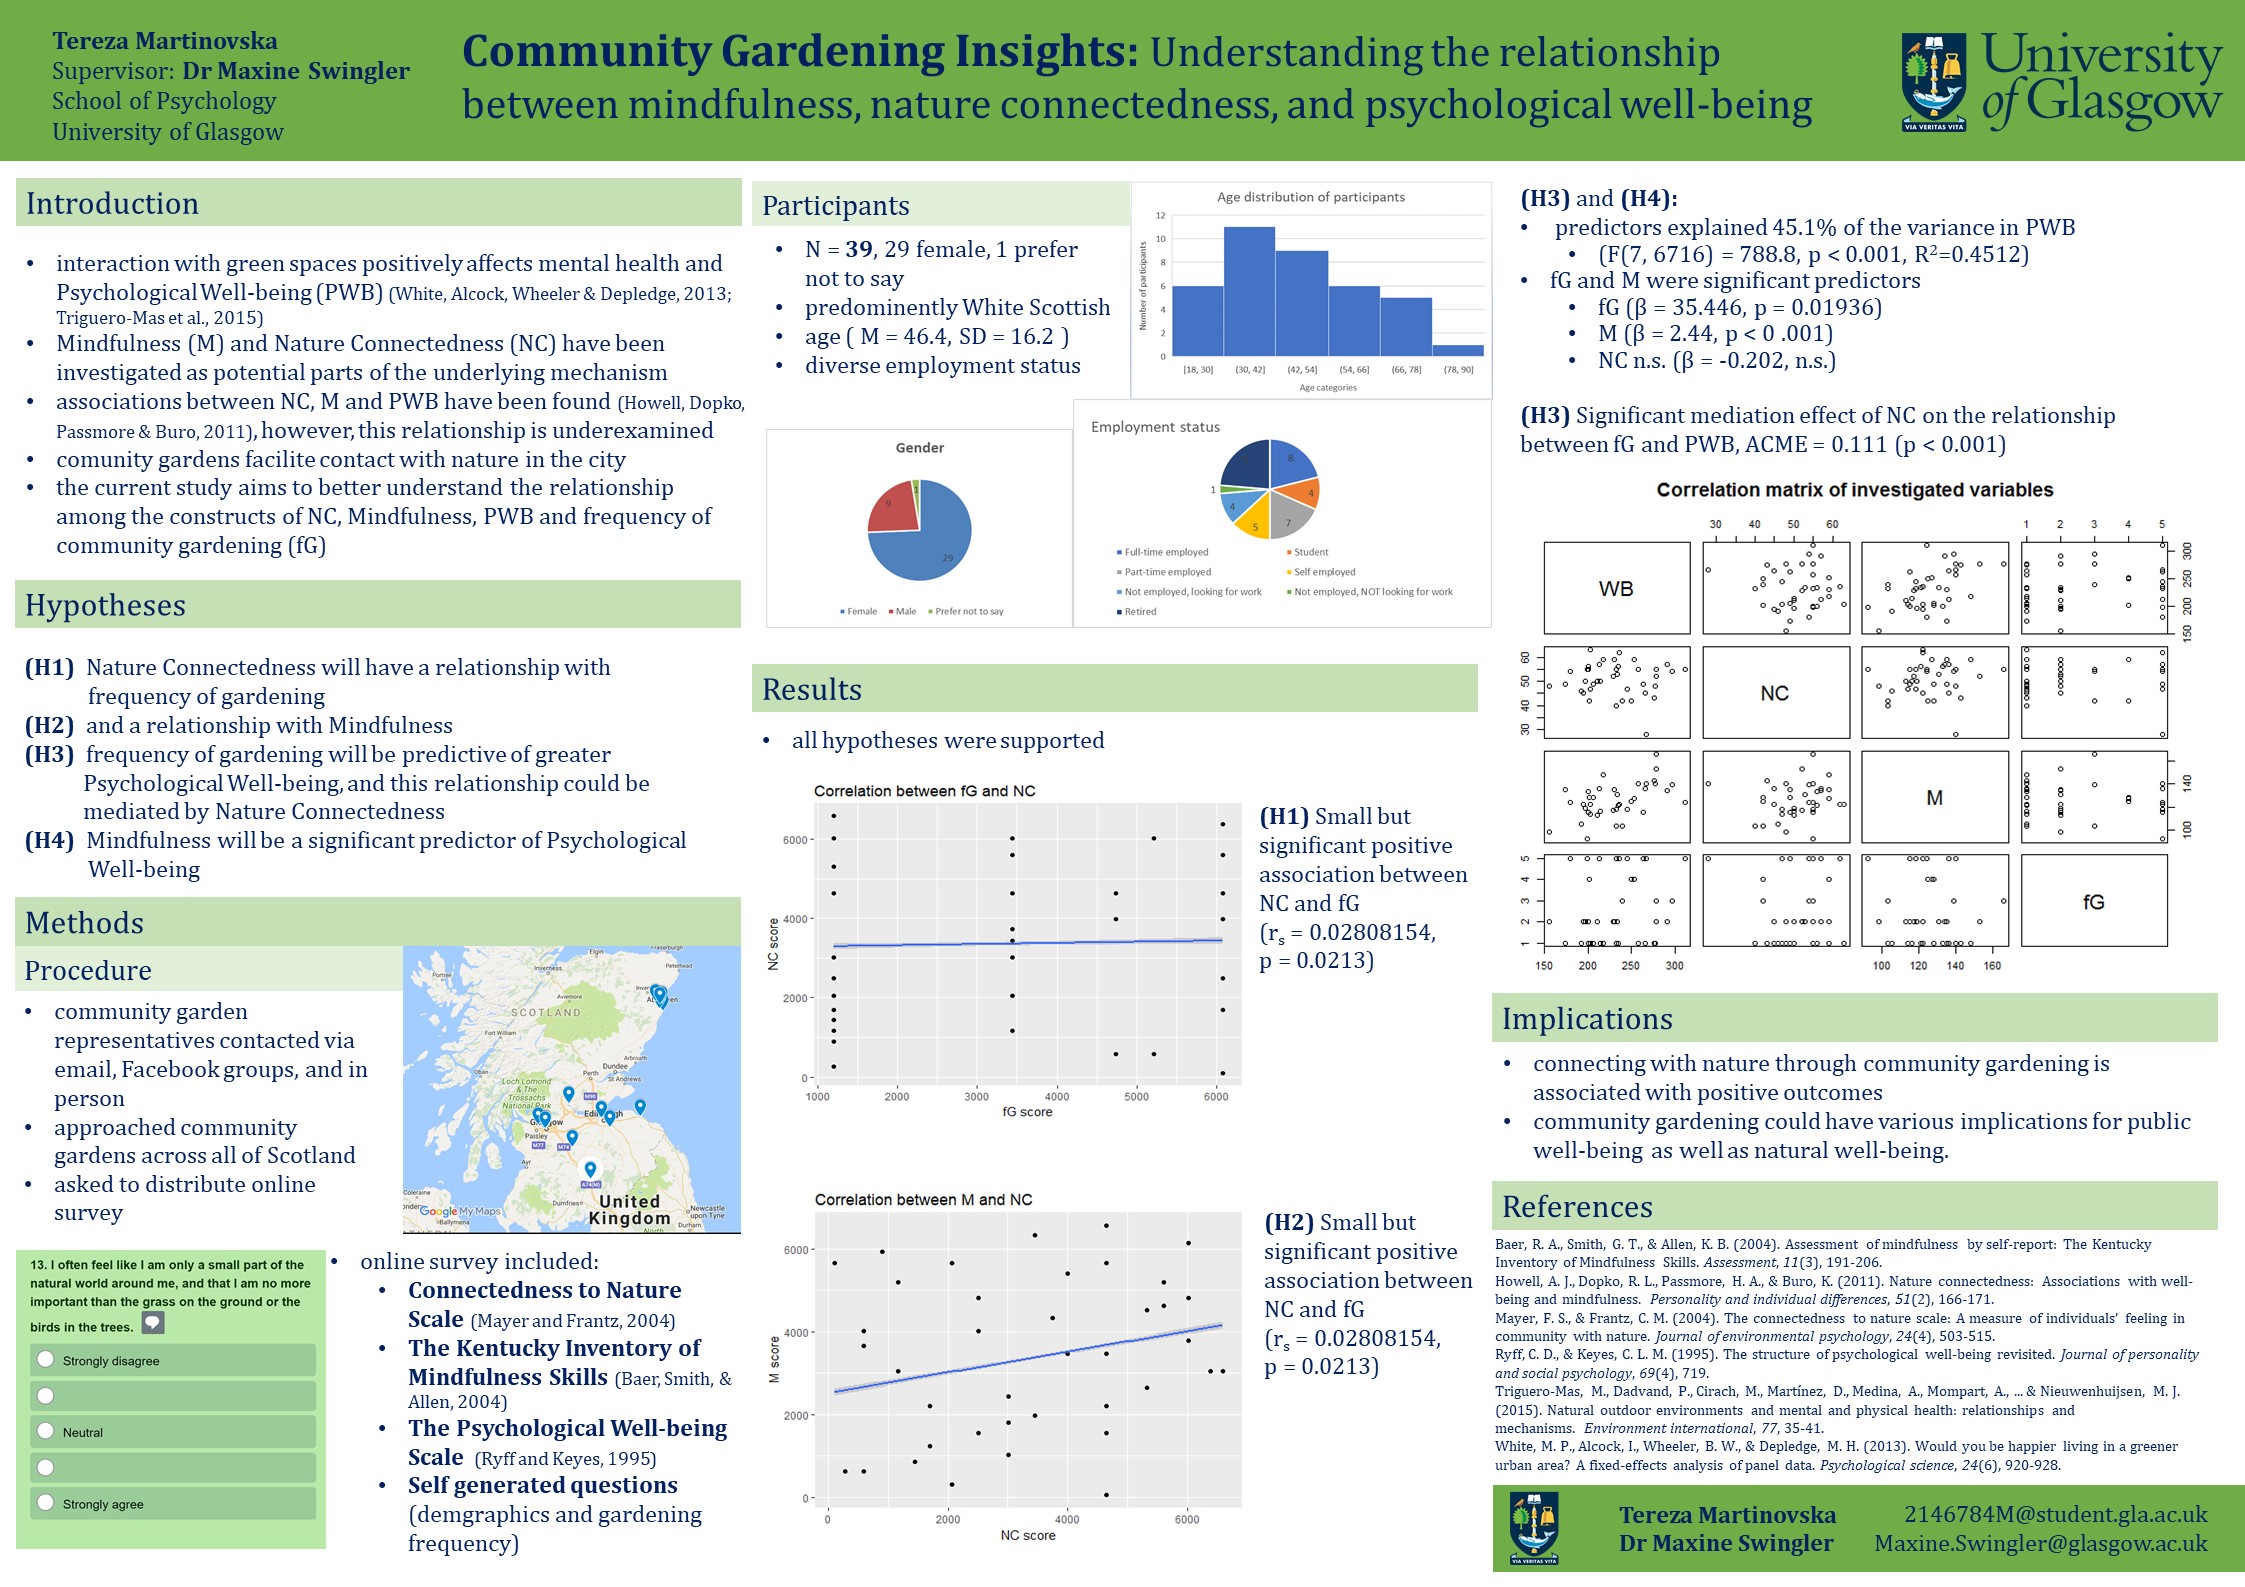 Tereza Martinovska
Supervisor: Dr Maxine Swingler
School of Psychology
University of Glasgow
Community Gardening Insights: Understanding the relationship
between mindfulness, nature connectedness, and psychological well-being
University
of Glasgow
VIA VERITAS VITA
Introduction
• interaction with green spaces positively affects mental health and
Psychological Well-being (PWB) (White, Alcock, Wheeler & Depledge, 2013;
Triguero-Mas et al., 2015)
• Mindfulness (M) and Nature Connectedness (NC) have been
investigated as potential parts of the underlying mechanism
• associations between NC, M and PWB have been found (Howell, Dopko,
Passmore & Buro, 2011), however, this relationship is underexamined
• comunity gardens facilite contact with nature in the city
• the current study aims to better understand the relationship
among the constructs of NC, Mindfulness, PWB and frequency of
community gardening (fG)
Hypotheses
(H1) Nature Connectedness will have a relationship with
frequency of gardening
(H2) and a relationship with Mindfulness
(H3) frequency of gardening will be predictive of greater
Psychological Well-being, and this relationship could be
mediated by Nature Connectedness
(H4) Mindfulness will be a significant predictor of Psychological
Well-being
Methods
Procedure
• community garden
representatives contacted via
email, Facebook groups, and in
person
• approached community
gardens across all of Scotland
• asked to distribute online
survey
Fraserburgh
Elgin
Portree
Inverness
Peterhead
Aviemore
SCOTLAND
Fort William
Arbroath
Dundee
Oban
Perth
St Andrews
Loch Lomond
& The
Trossachs
National Park
M90
Paisley
M77
M74
Ayr
A74(M)
Coleraine
Dumfries
United
Kingdom
Newcastle
upon Tyne
Google My Maps
Ballymena
Durham
North
13. I often feel like I am only a small part of the
natural world around me, and that I am no more
important than the grass on the ground or the
birds in the trees.
Strongly disagree
Neutral
Strongly agree
• online survey included:
• Connectedness to Nature
Scale (Mayer and Frantz, 2004)
• The Kentucky Inventory of
Mindfulness Skills (Baer, Smith, &
Allen, 2004)
• The Psychological Well-being
Scale (Ryff and Keyes, 1995)
• Self generated questions
(demgraphics and gardening
frequency)
Participants
• N = 39, 29 female, 1 prefer
not to say
• predominently White Scottish
• age ( M = 46.4, SD = 16.2 )
• diverse employment status
Age distribution of participants
Number of participants
12
10
8
6
4
2
0
[18, 30] (30, 42] (42, 54] (54, 66] (66, 78] (78, 90]
Age categories
Gender
1
9
29
Female Male Prefer not to say
Employment status
8
4
7
5
4
1
Full-time employed Student
Part-time employed Self employed
Not employed, looking for work Not employed, NOT looking for work
Retired
Results
• all hypotheses were supported
Correlation between fG and NC
NC score
6000
4000
2000
0
1000 2000 3000 4000 5000 6000
fG score
(H1) Small but
significant positive
association between
NC and fG
(rs = 0.02808154,
p = 0.0213)
Correlation between M and NC
M score
6000
4000
2000
0
0 2000 4000 6000
NC score
(H2) Small but
significant positive
association between
NC and fG
(rs = 0.02808154,
p = 0.0213)
(H3) and (H4):
• predictors explained 45.1% of the variance in PWB
• (F(7, 6716) = 788.8, p < 0.001, R²=0.4512)
• fG and M were significant predictors
• fG (β = 35.446, p = 0.01936)
• M (β = 2.44, p < 0 .001)
• NC n.s. (β = -0.202, n.s.)
(H3) Significant mediation effect of NC on the relationship
between fG and PWB, ACME = 0.111 (p < 0.001)
Correlation matrix of investigated variables
30 40 50 60 1 2 3 4 5
WB
150 200 250 300
30 40 50 60
NC
M
100 140
1 2 3 4 5
fG
150 200 250 300 100 120 140 160
Implications
• connecting with nature through community gardening is
associated with positive outcomes
• community gardening could have various implications for public
well-being as well as natural well-being.
References
Baer, R. A., Smith, G. T., & Allen, K. B. (2004). Assessment of mindfulness by self-report: The Kentucky
Inventory of Mindfulness Skills. Assessment, 11(3), 191-206.
Howell, A. J., Dopko, R. L., Passmore, H. A., & Buro, K. (2011). Nature connectedness: Associations with well-
being and mindfulness. Personality and individual differences, 51(2), 166-171.
Mayer, F. S., & Frantz, C. M. (2004). The connectedness to nature scale: A measure of individuals' feeling in
community with nature. Journal of environmental psychology, 24(4), 503-515.
Ryff, C. D., & Keyes, C. L. M. (1995). The structure of psychological well-being revisited. Journal of personality
and social psychology, 69(4), 719.
Triguero-Mas, M., Dadvand, P., Cirach, M., Martínez, D., Medina, A., Mompart, A., ... & Nieuwenhuijsen, M. J.
(2015). Natural outdoor environments and mental and physical health: relationships and
mechanisms. Environment international, 77, 35-41.
White, M. P., Alcock, I., Wheeler, B. W., & Depledge, M. H. (2013). Would you be happier living in a greener
urban area? A fixed-effects analysis of panel data. Psychological science, 24(6), 920-928.
VIA VERITAS VITA
Tereza Martinovska 2146784M@student.gla.ac.uk
Dr Maxine Swingler Maxine.Swingler@glasgow.ac.uk